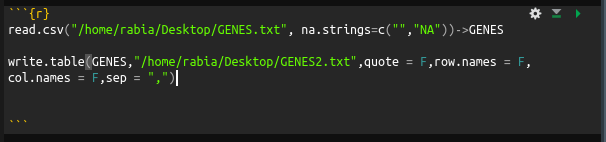 ```{r}
read.csv("/home/rabia/Desktop/GENES.txt", na.strings=c("","NA"))->GENES
write.table(GENES,"/home/rabia/Desktop/GENES2.txt",quote = F,row.names = F,
col.names = F,sep = ",")
```